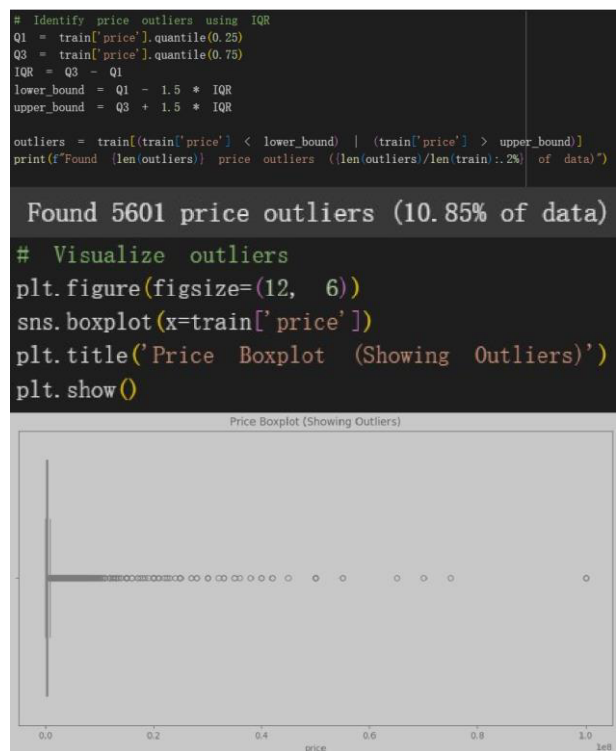 # Identify price outliers using IQR
Q1 = train['price'].quantile(0.25)
Q3 = train['price'].quantile(0.75)
IQR = Q3 - Q1
lower_bound = Q1 - 1.5 * IQR
upper_bound = Q3 + 1.5 * IQR
outliers = train[(train['price'] < lower_bound) | (train['price'] > upper_bound)]
print(f"Found {len(outliers)} price outliers ({len(outliers)/len(train):.2%} of data)")
Found 5601 price outliers (10.85% of data)
# Visualize outliers
plt.figure(figsize=(12, 6))
sns.boxplot(x=train['price'])
plt.title('Price Boxplot (Showing Outliers)')
plt.show()
Price Boxplot (Showing Outliers)
0.0 0.2 0.4 0.6 0.8 1.0
1e8
price